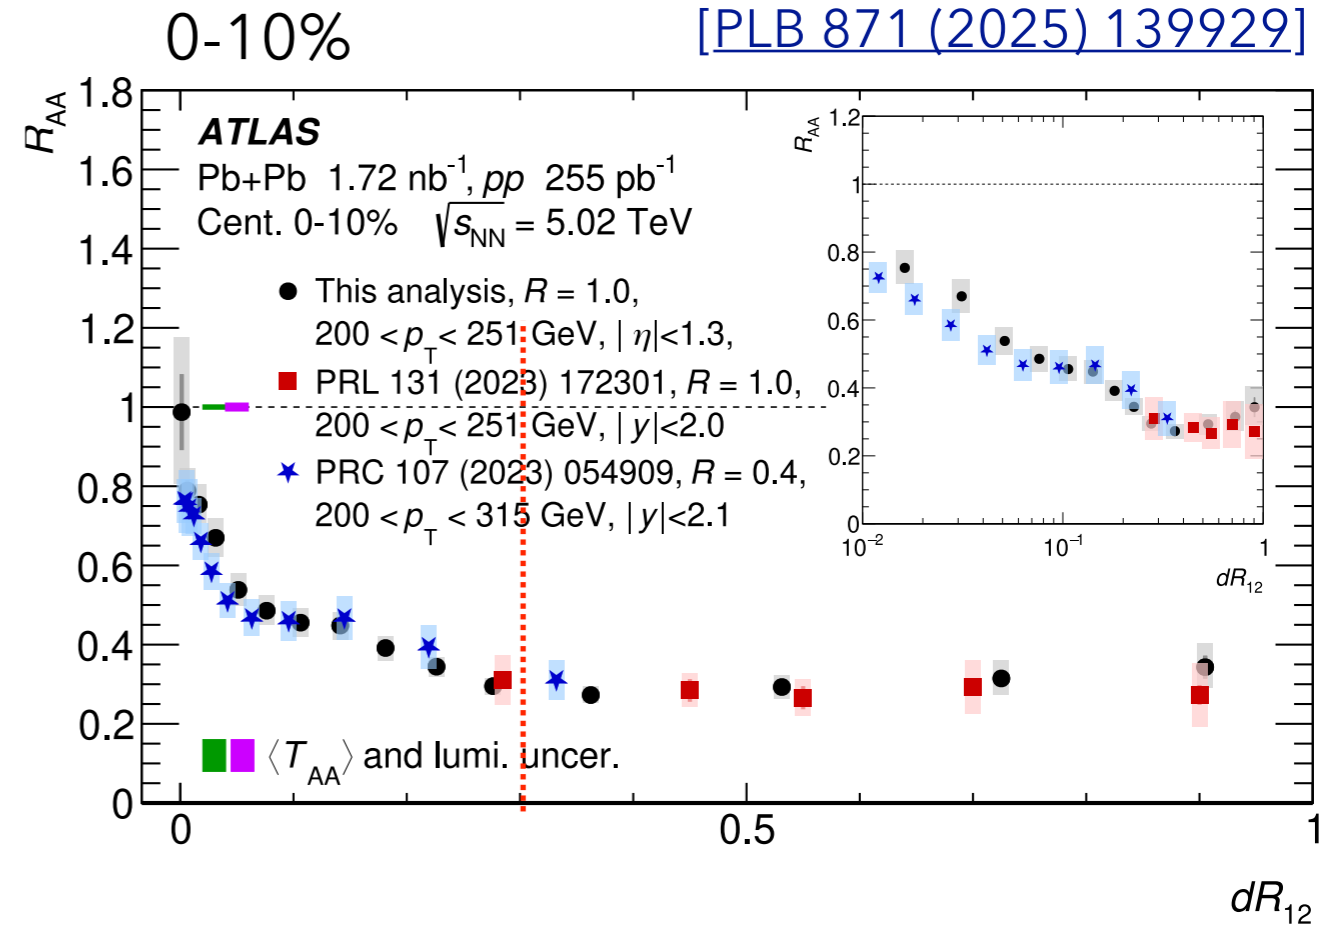 0-10%
[PLB 871 (2025) 139929]
R_AA
1.8
1.6
1.4
1.2
1
0.8
0.6
0.4
0.2
0
ATLAS
Pb+Pb 1.72 nb⁻¹, pp 255 pb⁻¹
Cent. 0-10% √s_NN = 5.02 TeV
This analysis, R = 1.0,
200 < p_T < 251 GeV, | η|<1.3,
PRL 131 (2023) 172301, R = 1.0,
200 < p_T < 251 GeV, | y|<2.0
PRC 107 (2023) 054909, R = 0.4,
200 < p_T < 315 GeV, | y|<2.1
⟨T_AA⟩ and lumi. uncer.
0
0.5
1
dR₁₂
R_AA
1.2
1
0.8
0.6
0.4
0.2
0
10⁻²
10⁻¹
1
dR₁₂